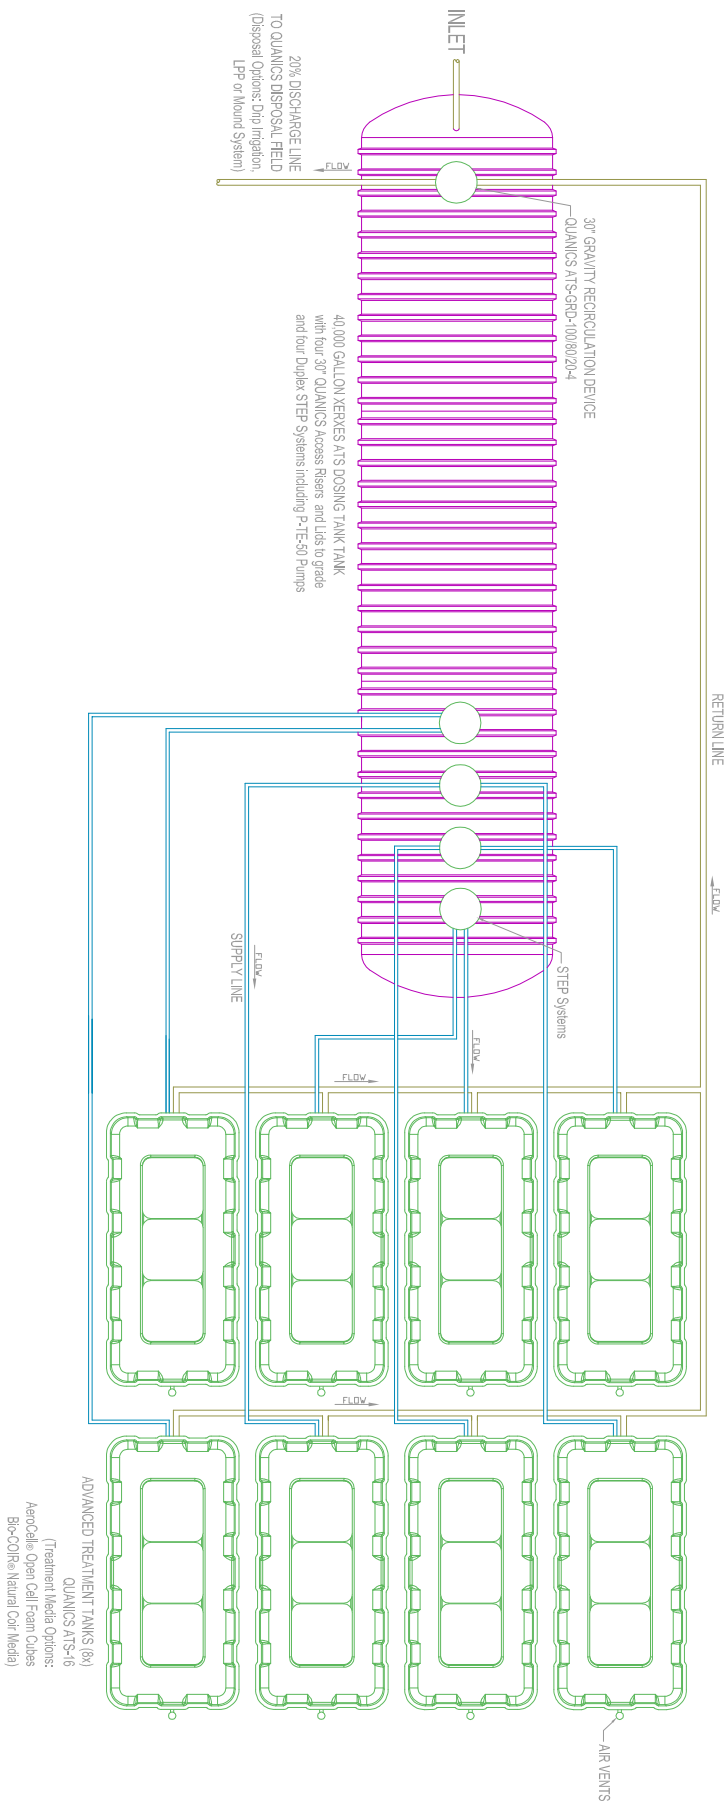 INLET
20% DISCHARGE LINE
TO QUANICS DISPOSAL FIELD
(Disposal Options: Drip Irrigation,
LPP or Mound System)
FLOW
30" GRAVITY RECIRCULATION DEVICE
QUANICS ATS-GRD-100/80/20-4
40,000 GALLON XERXES ATS DOSING TANK TANK
with four 30" QUANICS Access Risers and Lids to grade
and four Duplex STEP Systems including P-TE-50 Pumps
RETURN LINE
FLOW
SUPPLY LINE
FLOW
STEP Systems
FLOW
FLOW
FLOW
ADVANCED TREATMENT TANKS (8x)
QUANICS ATS-16
(Treatment Media Options:
AeroCell® Open Cell Foam Cubes
Bio-COIR® Natural Coir Media)
AIR VENTS